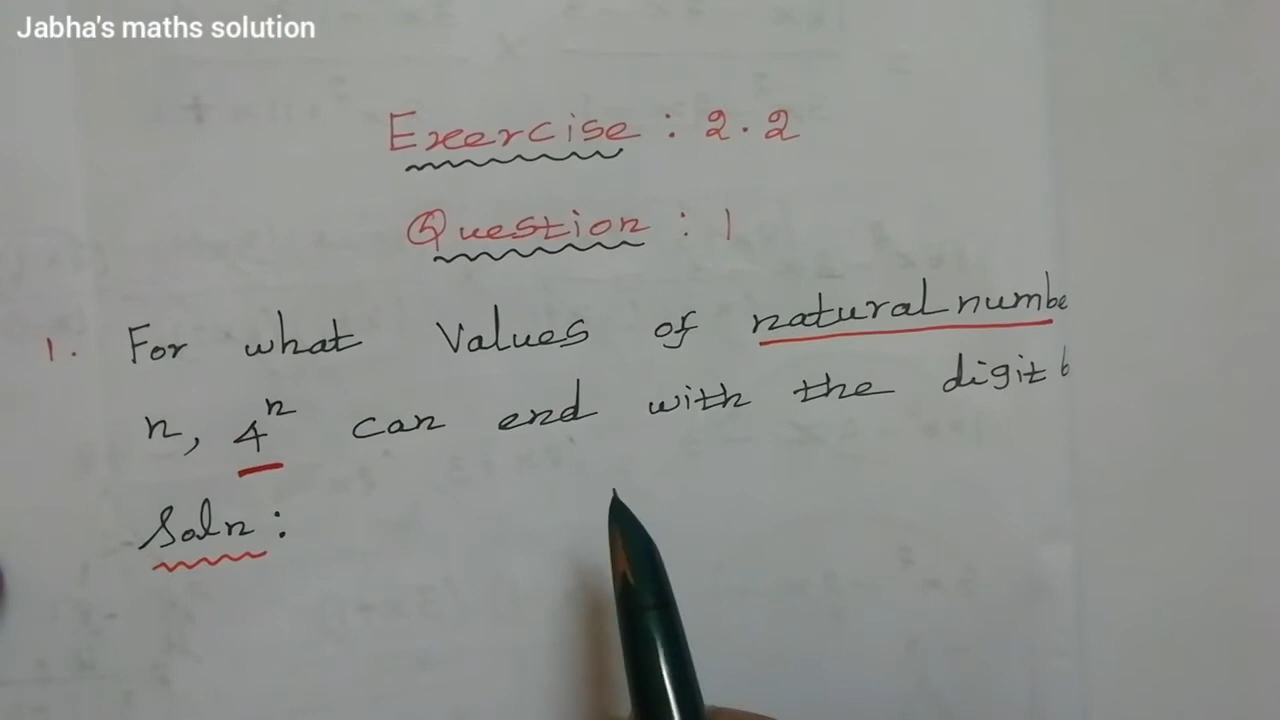 Jabha's maths solution
Exercise : 2.2
Question : 1
1. For what Values of natural numbe
n, 4ⁿ can end with the digit 6
Soln :